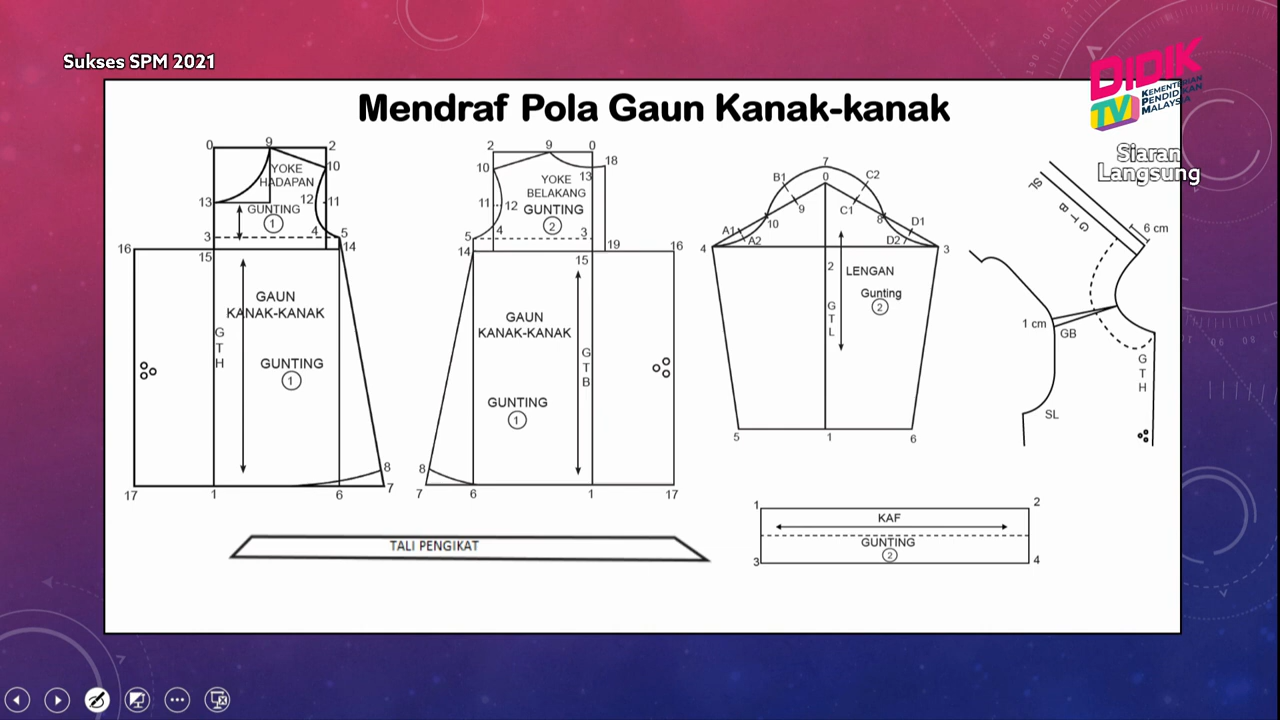 Sukses SPM 2021
DIDIK
TV
KEMENTERIAN
PENDIDIKAN
MALAYSIA
Siaran
Langsung
Mendraf Pola Gaun Kanak-kanak
0 9 2
10
YOKE
HADAPAN
13 12 11
GUNTING
1
3 4 5
16 14
15
GAUN
KANAK-KANAK
G
T
H
GUNTING
1
8
17 1 6 7
2 9 0
10 18
13
YOKE
BELAKANG
11 12
GUNTING
2
5 4 3
14 19 16
15
GAUN
KANAK-KANAK
G
T
B
GUNTING
1
8
7 6 1 17
7
0
B1 C2
9 C1
10 8
A1 D1
A2 D2
4 3
2
LENGAN
Gunting
2
G
T
L
5 1 6
SL
G T B
6 cm
1 cm
GB
G
T
H
SL
TALI PENGIKAT
1 2
KAF
GUNTING
2
3 4